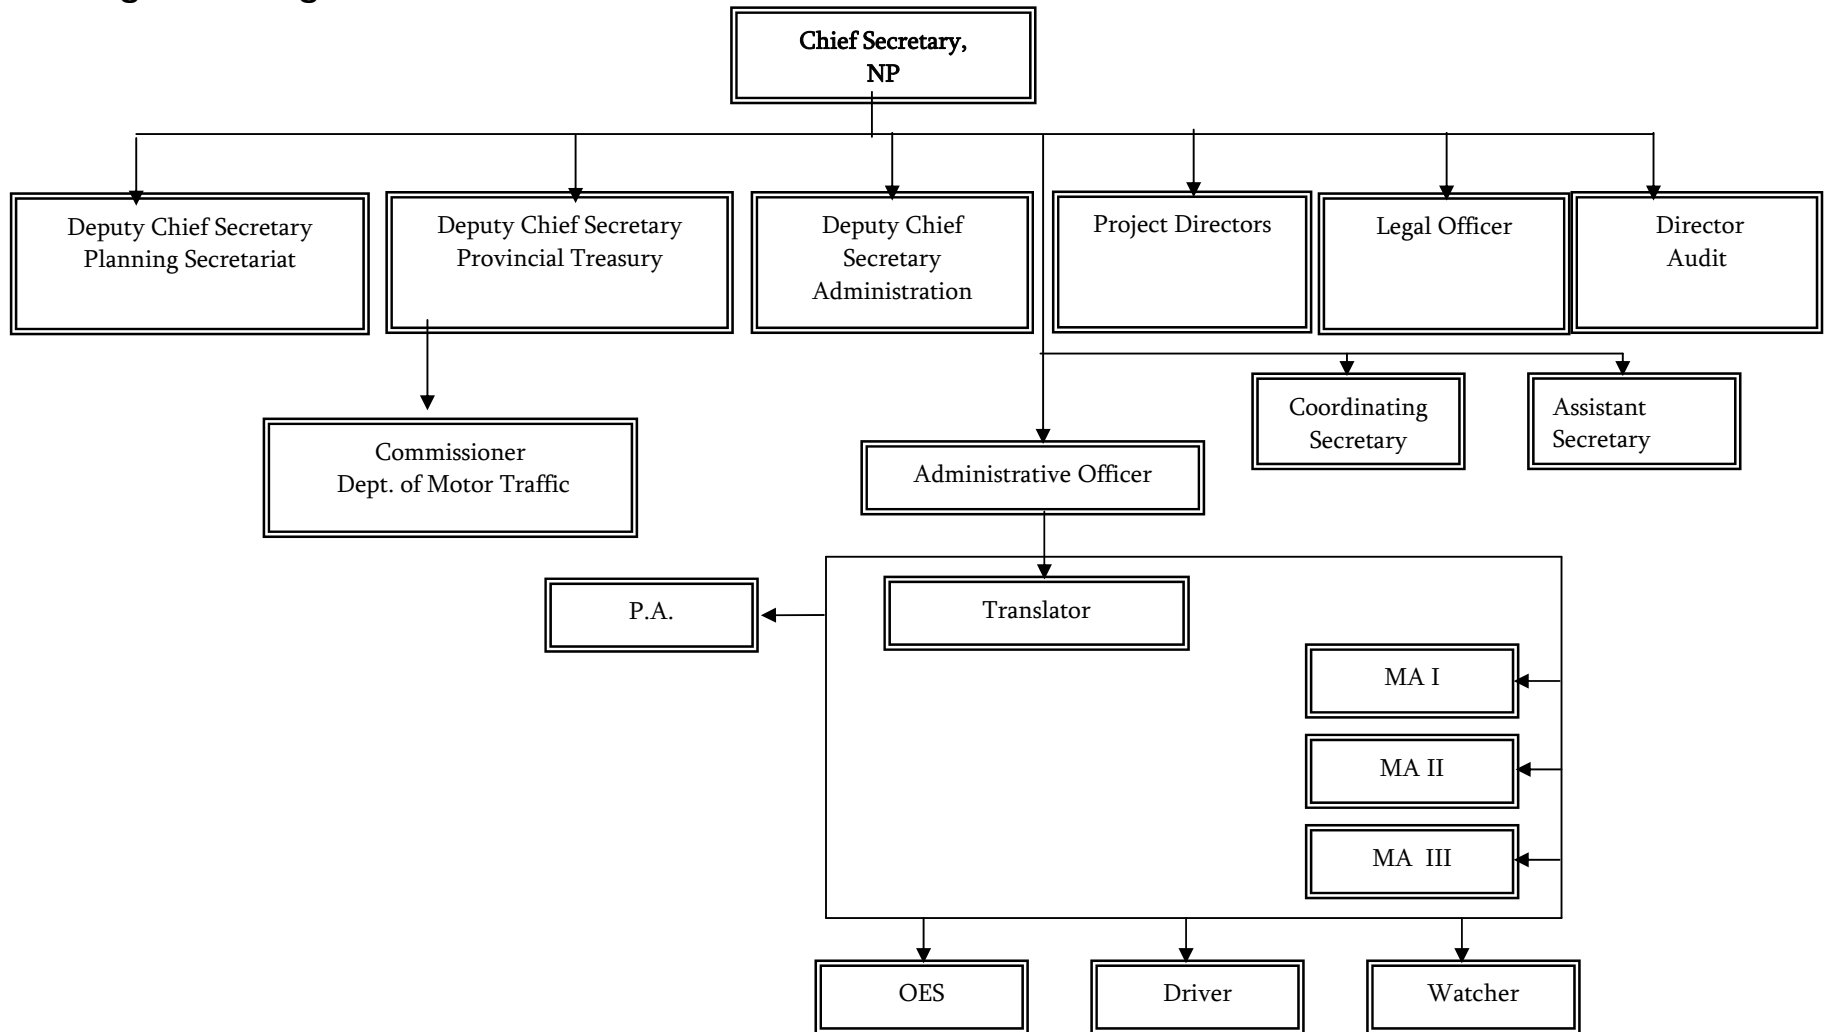 Chief Secretary,
NP
Deputy Chief Secretary
Planning Secretariat
Deputy Chief Secretary
Provincial Treasury
Deputy Chief
Secretary
Administration
Project Directors
Legal Officer
Director
Audit
Coordinating
Secretary
Assistant
Secretary
Commissioner
Dept. of Motor Traffic
Administrative Officer
P.A.
Translator
MA I
MA II
MA III
OES
Driver
Watcher